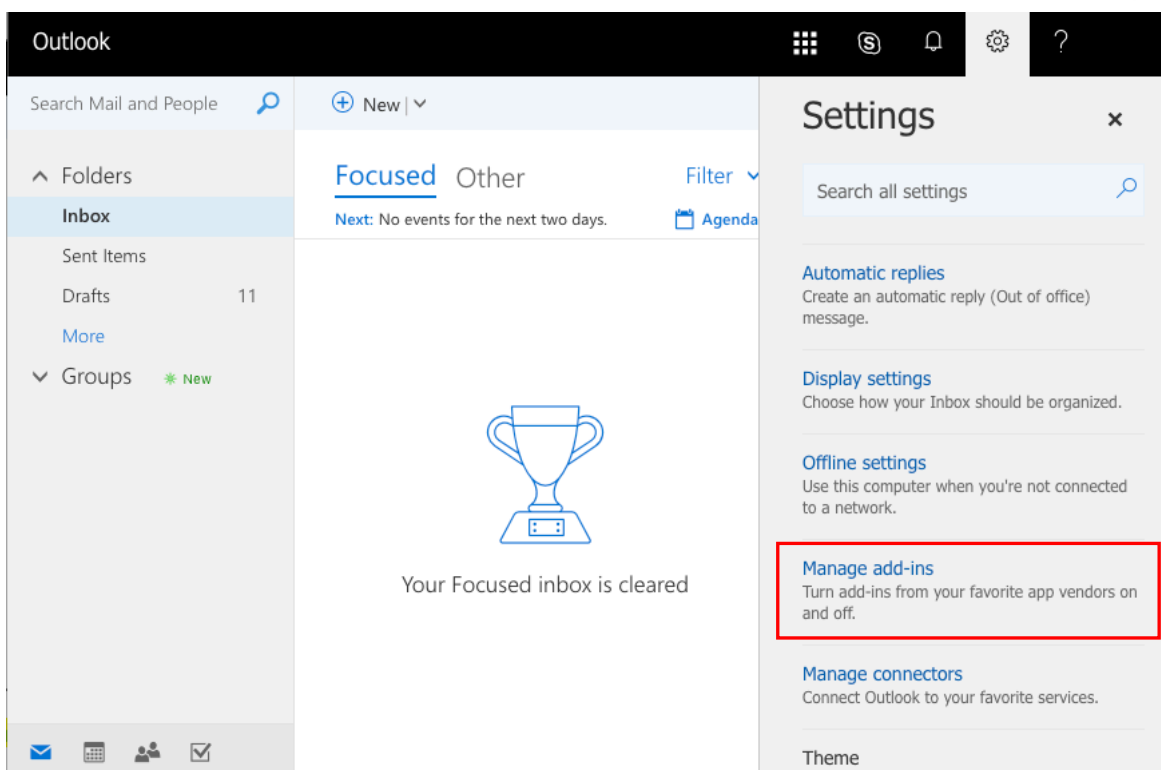 Outlook
?
Search Mail and People
Folders
Inbox
Sent Items
Drafts 11
More
Groups New
New
Focused Other Filter
Next: No events for the next two days. Agenda
Your Focused inbox is cleared
Settings
Search all settings
Automatic replies
Create an automatic reply (Out of office)
message.
Display settings
Choose how your Inbox should be organized.
Offline settings
Use this computer when you're not connected
to a network.
Manage add-ins
Turn add-ins from your favorite app vendors on
and off.
Manage connectors
Connect Outlook to your favorite services.
Theme